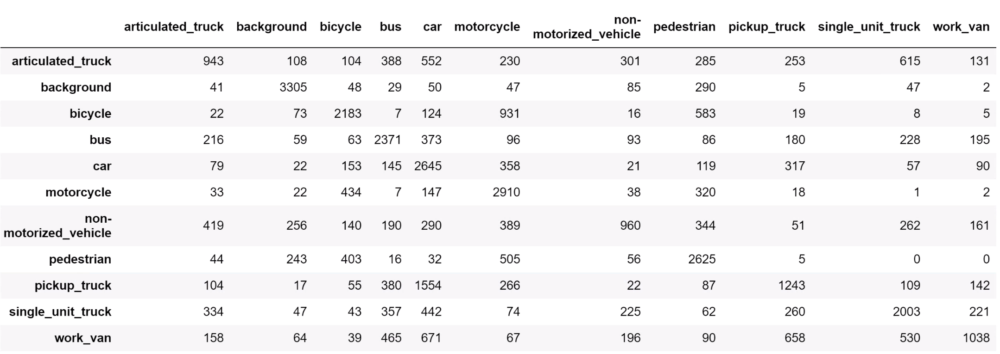 articulated_truck background bicycle bus car motorcycle non-motorized_vehicle pedestrian pickup_truck single_unit_truck work_van
articulated_truck 943 108 104 388 552 230 301 285 253 615 131
background 41 3305 48 29 50 47 85 290 5 47 2
bicycle 22 73 2183 7 124 931 16 583 19 8 5
bus 216 59 63 2371 373 96 93 86 180 228 195
car 79 22 153 145 2645 358 21 119 317 57 90
motorcycle 33 22 434 7 147 2910 38 320 18 1 2
non-motorized_vehicle 419 256 140 190 290 389 960 344 51 262 161
pedestrian 44 243 403 16 32 505 56 2625 5 0 0
pickup_truck 104 17 55 380 1554 266 22 87 1243 109 142
single_unit_truck 334 47 43 357 442 74 225 62 260 2003 221
work_van 158 64 39 465 671 67 196 90 658 530 1038